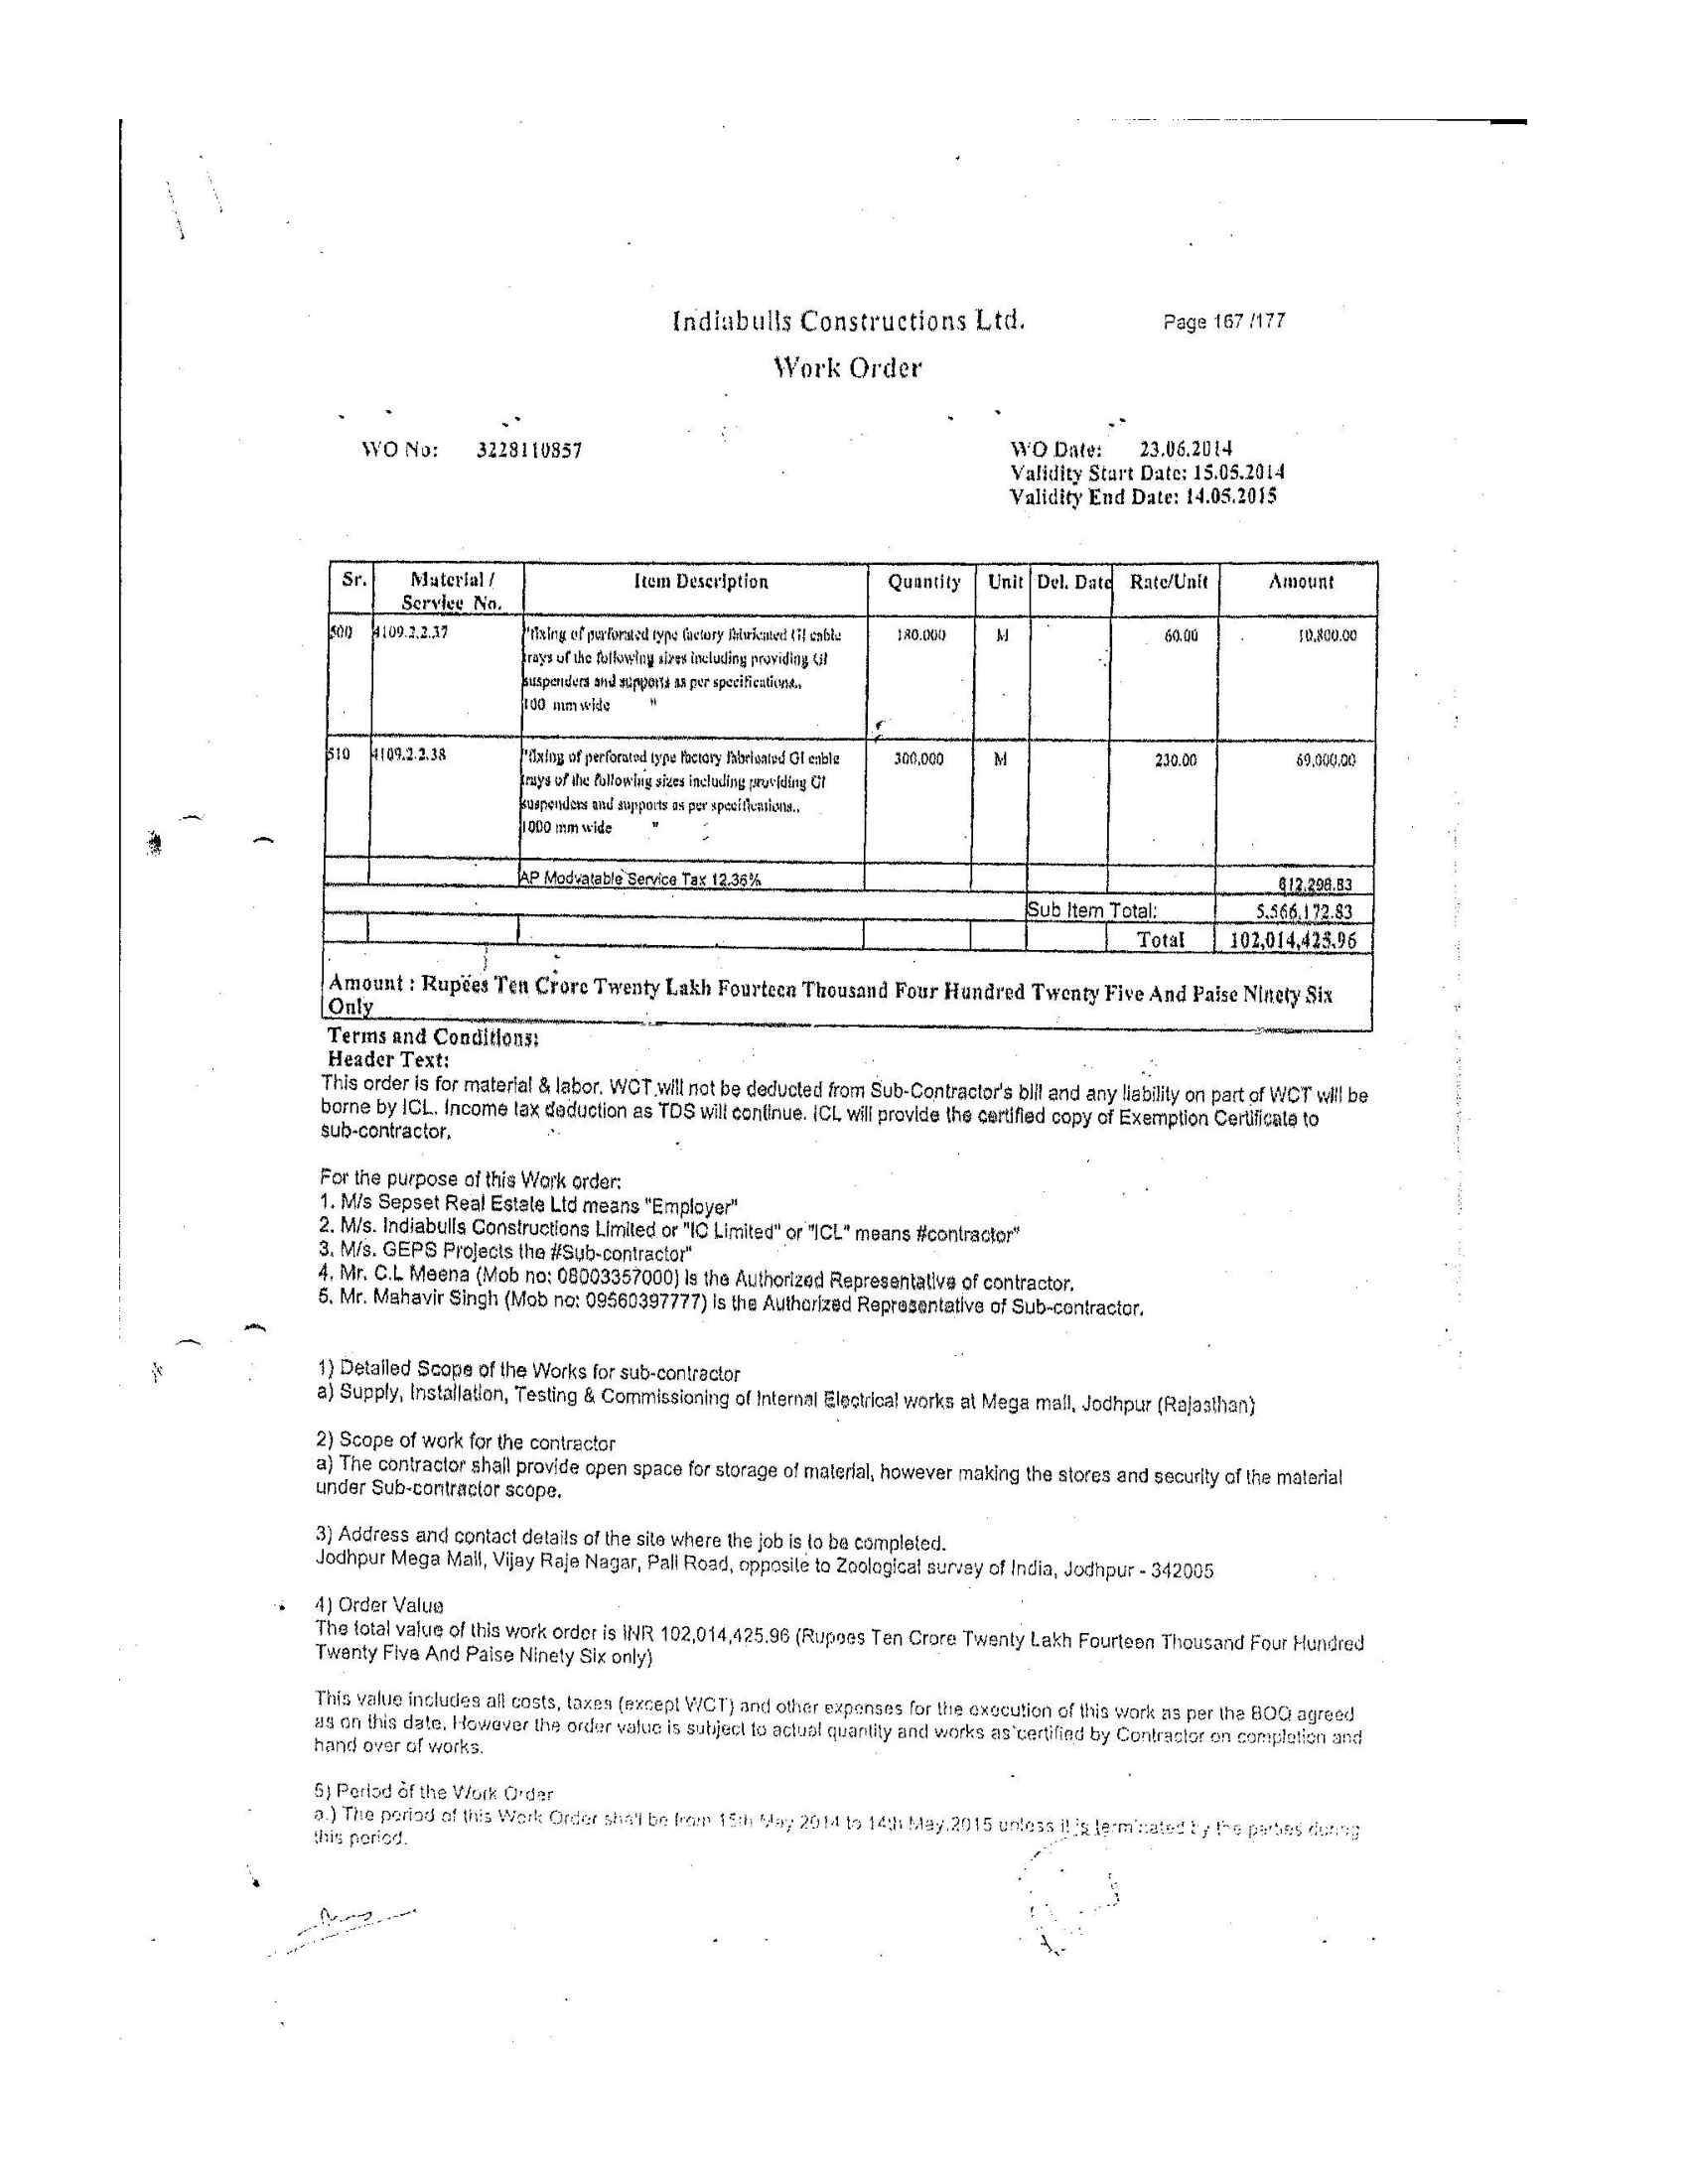 Page 167 /177
Indiabulls Constructions Ltd.
Work Order
WO No: 3228110857
WO Date: 23.06.2014
Validity Start Date: 15.05.2014
Validity End Date: 14.05.2015
Sr. Material / Service No. Item Description Quantity Unit Del. Date Rate/Unit Amount
500 4109.2.2.37 "fixing of perforated type factory fabricated GI cable 180.000 M 60.00 10,800.00
trays of the following sizes including providing GI
suspenders and supports as per specifications.,
100 mm wide "
510 4109.2.2.38 "fixing of perforated type factory fabricated GI cable 300.000 M 230.00 69,000.00
trays of the following sizes including providing GI
suspenders and supports as per specifications.,
1000 mm wide "
AP Modvatable Service Tax 12.36% 612,298.83
Sub Item Total: 5,566,172.83
Total 102,014,425.96
Amount : Rupees Ten Crore Twenty Lakh Fourteen Thousand Four Hundred Twenty Five And Paise Ninety Six
Only
Terms and Conditions:
Header Text:
This order is for material & labor. WCT will not be deducted from Sub-Contractor's bill and any liability on part of WCT will be
borne by ICL. Income tax deduction as TDS will continue. ICL will provide the certified copy of Exemption Certificate to
sub-contractor.
For the purpose of this Work order:
1. M/s Sepset Real Estate Ltd means "Employer"
2. M/s. Indiabulls Constructions Limited or "IC Limited" or "ICL" means #contractor"
3. M/s. GEPS Projects the #Sub-contractor"
4. Mr. C.L Meena (Mob no: 08003357000) is the Authorized Representative of contractor.
5. Mr. Mahavir Singh (Mob no: 09560397777) is the Authorized Representative of Sub-contractor.
1) Detailed Scope of the Works for sub-contractor
a) Supply, Installation, Testing & Commissioning of Internal Electrical works at Mega mall, Jodhpur (Rajasthan)
2) Scope of work for the contractor
a) The contractor shall provide open space for storage of material, however making the stores and security of the material
under Sub-contractor scope.
3) Address and contact details of the site where the job is to be completed.
Jodhpur Mega Mall, Vijay Raje Nagar, Pali Road, opposite to Zoological survey of India, Jodhpur - 342005
4) Order Value
The total value of this work order is INR 102,014,425.96 (Rupees Ten Crore Twenty Lakh Fourteen Thousand Four Hundred
Twenty Five And Paise Ninety Six only)
This value includes all costs, taxes (except WCT) and other expenses for the execution of this work as per the BOQ agreed
as on this date. However the order value is subject to actual quantity and works as certified by Contractor on completion and
hand over of works.
5) Period of the Work Order
a.) The period of this Work Order shall be from 15th May 2014 to 14th May,2015 unless it is terminated by the parties during
this period.